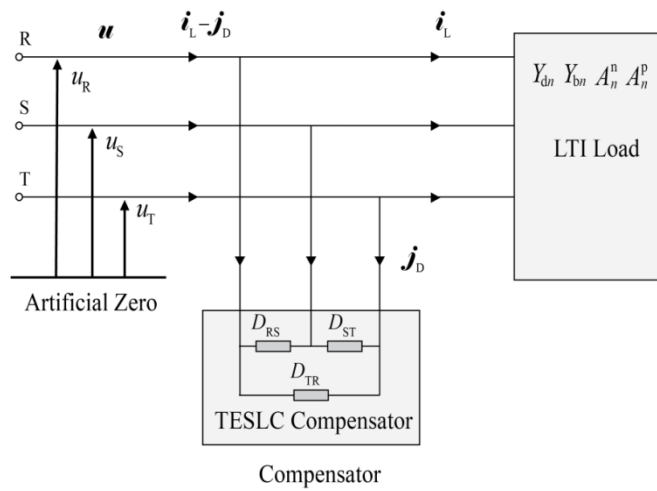 R
u
i_L – j_D
i_L
u_R
S
u_S
T
u_T
Y_dn Y_bn A_n^n A_n^p
LTI Load
j_D
Artificial Zero
D_RS
D_ST
D_TR
TESLC Compensator
Compensator